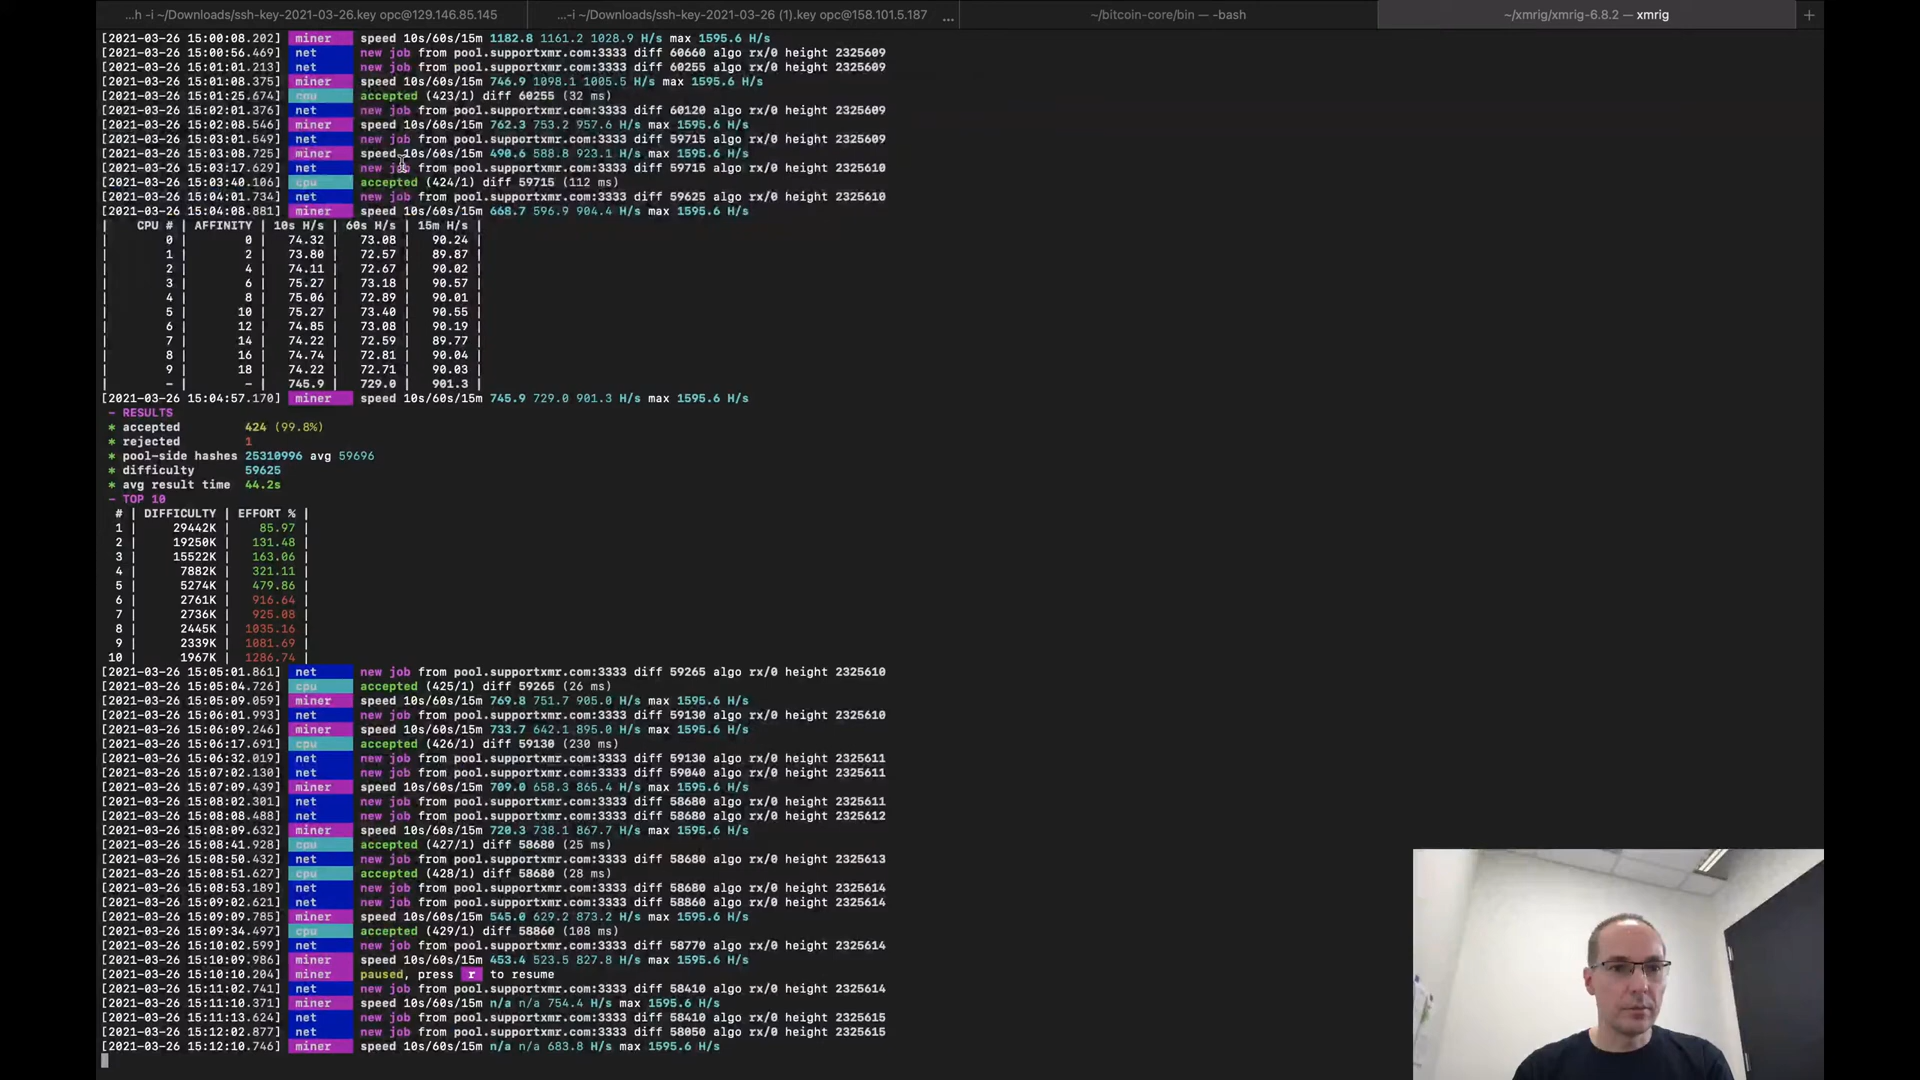 ...h -i ~/Downloads/ssh-key-2021-03-26.key opc@129.146.85.145
...-i ~/Downloads/ssh-key-2021-03-26 (1).key opc@158.101.5.187
...
~/bitcoin-core/bin — -bash
~/xmrig/xmrig-6.8.2 — xmrig
+
[2021-03-26 15:00:08.202] miner speed 10s/60s/15m 1182.8 1161.2 1028.9 H/s max 1595.6 H/s
[2021-03-26 15:00:56.469] net new job from pool.supportxmr.com:3333 diff 60660 algo rx/0 height 2325609
[2021-03-26 15:01:01.213] net new job from pool.supportxmr.com:3333 diff 60255 algo rx/0 height 2325609
[2021-03-26 15:01:08.375] miner speed 10s/60s/15m 746.9 1098.1 1005.5 H/s max 1595.6 H/s
[2021-03-26 15:01:25.674] cpu accepted (423/1) diff 60255 (32 ms)
[2021-03-26 15:02:01.376] net new job from pool.supportxmr.com:3333 diff 60120 algo rx/0 height 2325609
[2021-03-26 15:02:08.546] miner speed 10s/60s/15m 762.3 753.2 957.6 H/s max 1595.6 H/s
[2021-03-26 15:03:01.549] net new job from pool.supportxmr.com:3333 diff 59715 algo rx/0 height 2325609
[2021-03-26 15:03:08.725] miner speed 10s/60s/15m 490.6 588.8 923.1 H/s max 1595.6 H/s
[2021-03-26 15:03:17.629] net new job from pool.supportxmr.com:3333 diff 59715 algo rx/0 height 2325610
[2021-03-26 15:03:40.106] cpu accepted (424/1) diff 59715 (112 ms)
[2021-03-26 15:04:01.734] net new job from pool.supportxmr.com:3333 diff 59625 algo rx/0 height 2325610
[2021-03-26 15:04:08.881] miner speed 10s/60s/15m 668.7 596.9 904.4 H/s max 1595.6 H/s
| CPU # | AFFINITY | 10s H/s | 60s H/s | 15m H/s |
| 0 | 0 | 74.32 | 73.08 | 90.24 |
| 1 | 2 | 73.80 | 72.57 | 89.87 |
| 2 | 4 | 74.11 | 72.67 | 90.02 |
| 3 | 6 | 75.27 | 73.18 | 90.57 |
| 4 | 8 | 75.06 | 72.89 | 90.01 |
| 5 | 10 | 75.27 | 73.40 | 90.55 |
| 6 | 12 | 74.85 | 73.08 | 90.19 |
| 7 | 14 | 74.22 | 72.59 | 89.77 |
| 8 | 16 | 74.74 | 72.81 | 90.04 |
| 9 | 18 | 74.22 | 72.71 | 90.03 |
| - | - | 745.9 | 729.0 | 901.3 |
[2021-03-26 15:04:57.170] miner speed 10s/60s/15m 745.9 729.0 901.3 H/s max 1595.6 H/s
- RESULTS
* accepted 424 (99.8%)
* rejected 1
* pool-side hashes 25310996 avg 59696
* difficulty 59625
* avg result time 44.2s
- TOP 10
# | DIFFICULTY | EFFORT % |
1 | 29442K | 85.97 |
2 | 19250K | 131.48 |
3 | 15522K | 163.06 |
4 | 7882K | 321.11 |
5 | 5274K | 479.86 |
6 | 2761K | 916.64 |
7 | 2736K | 925.08 |
8 | 2445K | 1035.16 |
9 | 2339K | 1081.69 |
10 | 1967K | 1286.74 |
[2021-03-26 15:05:01.861] net new job from pool.supportxmr.com:3333 diff 59265 algo rx/0 height 2325610
[2021-03-26 15:05:04.726] cpu accepted (425/1) diff 59265 (26 ms)
[2021-03-26 15:05:09.059] miner speed 10s/60s/15m 769.8 751.7 905.0 H/s max 1595.6 H/s
[2021-03-26 15:06:01.993] net new job from pool.supportxmr.com:3333 diff 59130 algo rx/0 height 2325610
[2021-03-26 15:06:09.246] miner speed 10s/60s/15m 733.7 642.1 895.0 H/s max 1595.6 H/s
[2021-03-26 15:06:17.691] cpu accepted (426/1) diff 59130 (230 ms)
[2021-03-26 15:06:32.019] net new job from pool.supportxmr.com:3333 diff 59130 algo rx/0 height 2325611
[2021-03-26 15:07:02.130] net new job from pool.supportxmr.com:3333 diff 59040 algo rx/0 height 2325611
[2021-03-26 15:07:09.439] miner speed 10s/60s/15m 709.0 658.3 865.4 H/s max 1595.6 H/s
[2021-03-26 15:08:02.301] net new job from pool.supportxmr.com:3333 diff 58680 algo rx/0 height 2325611
[2021-03-26 15:08:08.488] net new job from pool.supportxmr.com:3333 diff 58680 algo rx/0 height 2325612
[2021-03-26 15:08:09.632] miner speed 10s/60s/15m 720.3 738.1 867.7 H/s max 1595.6 H/s
[2021-03-26 15:08:41.928] cpu accepted (427/1) diff 58680 (25 ms)
[2021-03-26 15:08:50.432] net new job from pool.supportxmr.com:3333 diff 58680 algo rx/0 height 2325613
[2021-03-26 15:08:51.627] cpu accepted (428/1) diff 58680 (28 ms)
[2021-03-26 15:08:53.189] net new job from pool.supportxmr.com:3333 diff 58680 algo rx/0 height 2325614
[2021-03-26 15:09:02.621] net new job from pool.supportxmr.com:3333 diff 58860 algo rx/0 height 2325614
[2021-03-26 15:09:09.785] miner speed 10s/60s/15m 545.0 629.2 873.2 H/s max 1595.6 H/s
[2021-03-26 15:09:34.497] cpu accepted (429/1) diff 58860 (108 ms)
[2021-03-26 15:10:02.599] net new job from pool.supportxmr.com:3333 diff 58770 algo rx/0 height 2325614
[2021-03-26 15:10:09.986] miner speed 10s/60s/15m 453.4 523.5 827.8 H/s max 1595.6 H/s
[2021-03-26 15:10:10.204] miner paused, press r to resume
[2021-03-26 15:11:02.741] net new job from pool.supportxmr.com:3333 diff 58410 algo rx/0 height 2325614
[2021-03-26 15:11:10.371] miner speed 10s/60s/15m n/a n/a 754.4 H/s max 1595.6 H/s
[2021-03-26 15:11:13.624] net new job from pool.supportxmr.com:3333 diff 58410 algo rx/0 height 2325615
[2021-03-26 15:12:02.877] net new job from pool.supportxmr.com:3333 diff 58050 algo rx/0 height 2325615
[2021-03-26 15:12:10.746] miner speed 10s/60s/15m n/a n/a 683.8 H/s max 1595.6 H/s